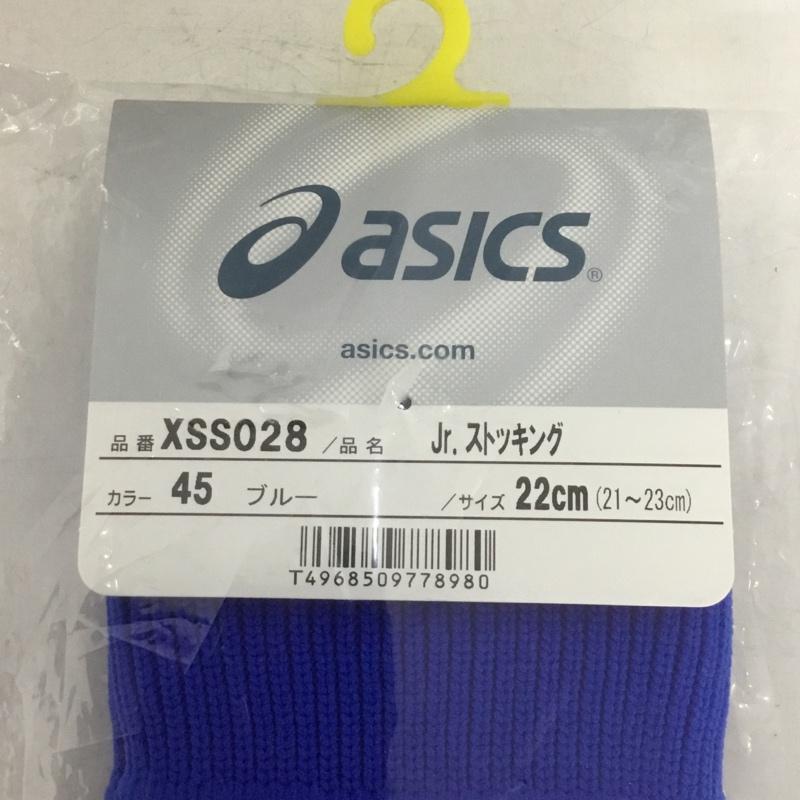 asics®
asics.com
品番 XSS028 /品名 Jr.ストッキング
カラー 45 ブルー /サイズ 22cm(21～23cm)
T4968509778980